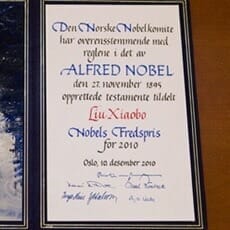 Den Norske Nobelkomite
har overensstemmende med
reglene i det av
ALFRED NOBEL
den 27. november 1895
opprettede testamente tildelt
Liu Xiaobo
Nobels Fredspris
for 2010
Oslo, 10. desember 2010